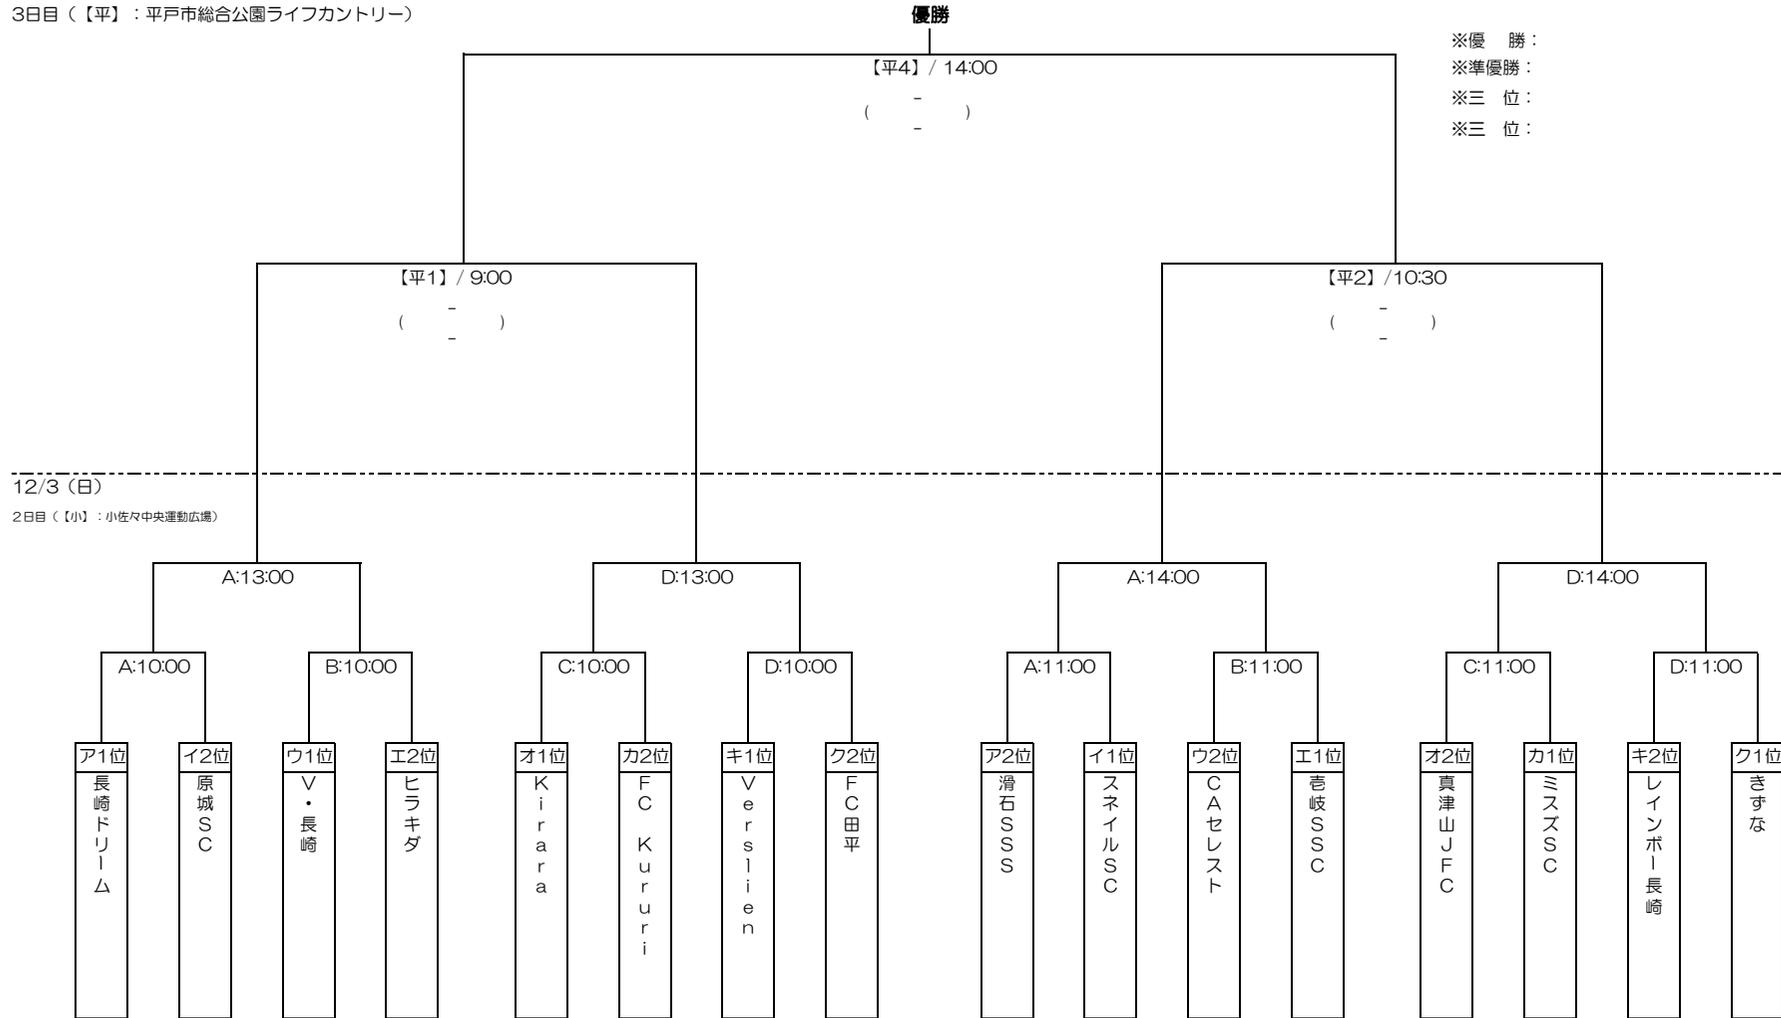 3日目（【平】：平戸市総合公園ライフカントリー）
優勝
※優　勝：
※準優勝：
※三　位：
※三　位：
【平4】/ 14:00
-
(　　)
-
【平1】/ 9:00
-
(　　)
-
【平2】/10:30
-
(　　)
-
12/3（日）
2日目（【小】：小佐々中央運動広場）
A:13:00
D:13:00
A:14:00
D:14:00
A:10:00
B:10:00
C:10:00
D:10:00
A:11:00
B:11:00
C:11:00
D:11:00
ア1位
長崎ドリーム
イ2位
原城SC
ウ1位
V・長崎
エ2位
ヒラキダ
オ1位
Kirara
カ2位
FC Kururi
キ1位
Verslien
ク2位
FC田平
ア2位
滑石SSS
イ1位
スネイルSC
ウ2位
CAセレスト
エ1位
壱岐SSC
オ2位
真津山JFC
カ1位
ミスズSC
キ2位
レインボー長崎
ク1位
きずな